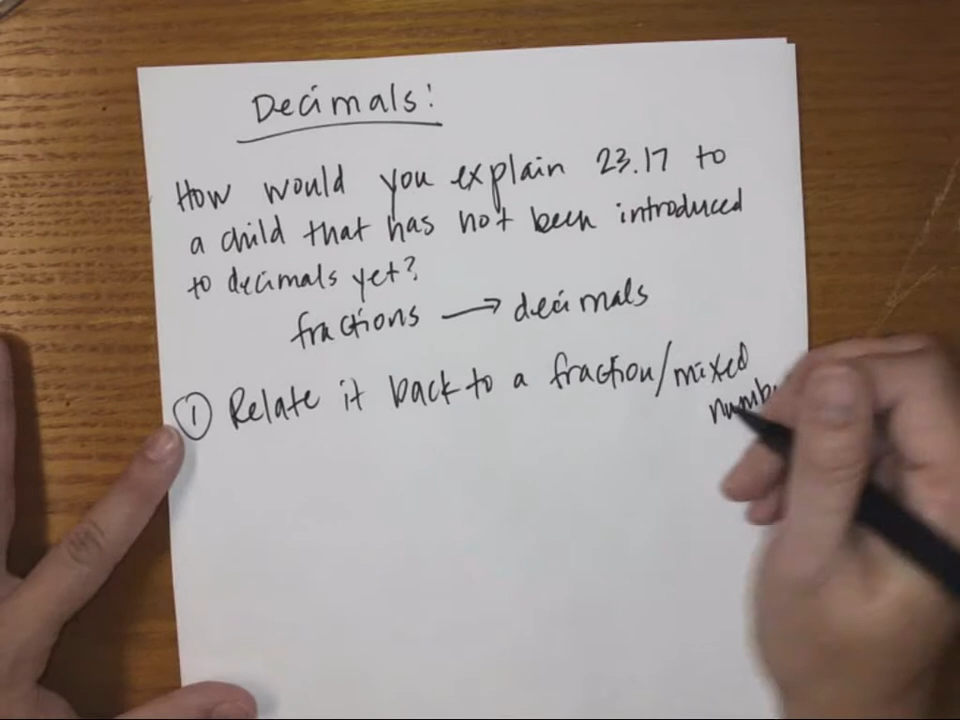 Decimals:
How would you explain 23.17 to
a child that has not been introduced
to decimals yet?
fractions → decimals
① Relate it back to a fraction/mixed